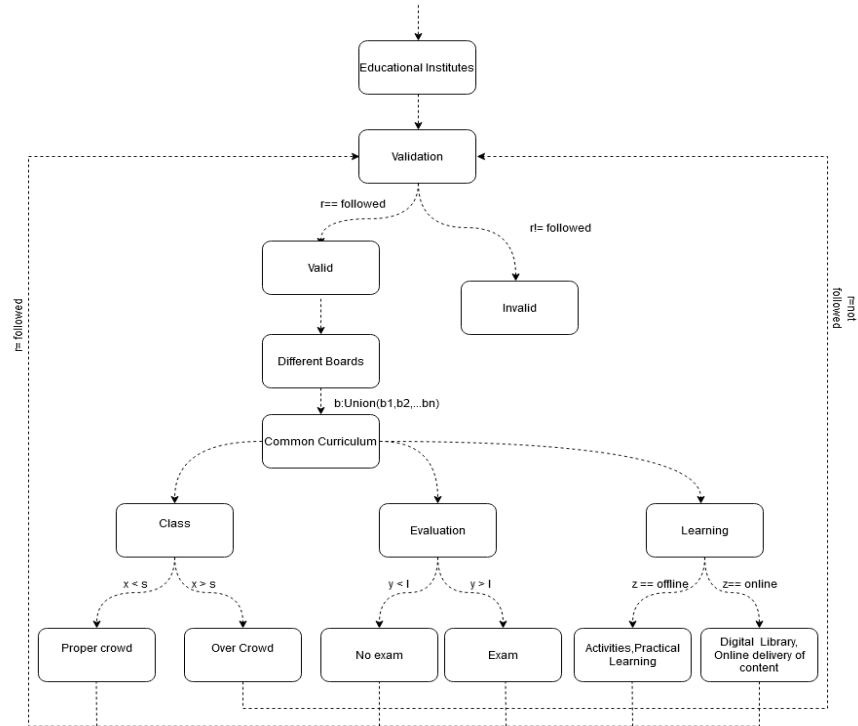 Educational Institutes
Validation
r== followed
r!= followed
Valid
Invalid
r= followed
r=not
followed
Different Boards
b:Union(b1,b2,...bn)
Common Curriculum
Class
Evaluation
Learning
x < s
x > s
y < l
y > l
z == offline
z== online
Proper crowd
Over Crowd
No exam
Exam
Activities,Practical
Learning
Digital Library,
Online delivery of
content